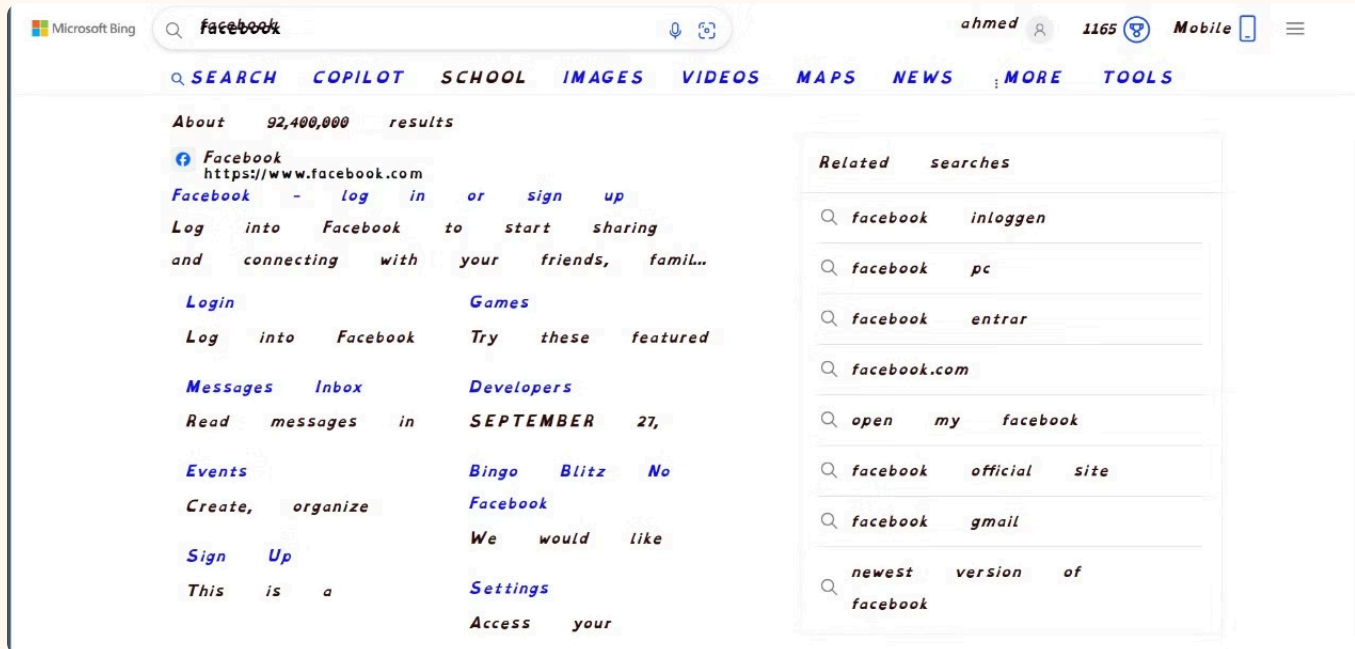 Microsoft Bing
facebook
ahmed 1165 Mobile
SEARCH COPILOT SCHOOL IMAGES VIDEOS MAPS NEWS MORE TOOLS
About 92,400,000 results
Facebook
https://www.facebook.com
Facebook - log in or sign up
Log into Facebook to start sharing
and connecting with your friends, famil...
Login
Log into Facebook
Messages Inbox
Read messages in
Events
Create, organize
Sign Up
This is a
Games
Try these featured
Developers
SEPTEMBER 27,
Bingo Blitz No
Facebook
We would like
Settings
Access your
Related searches
facebook inloggen
facebook pc
facebook entrar
facebook.com
open my facebook
facebook official site
facebook gmail
newest version of
facebook